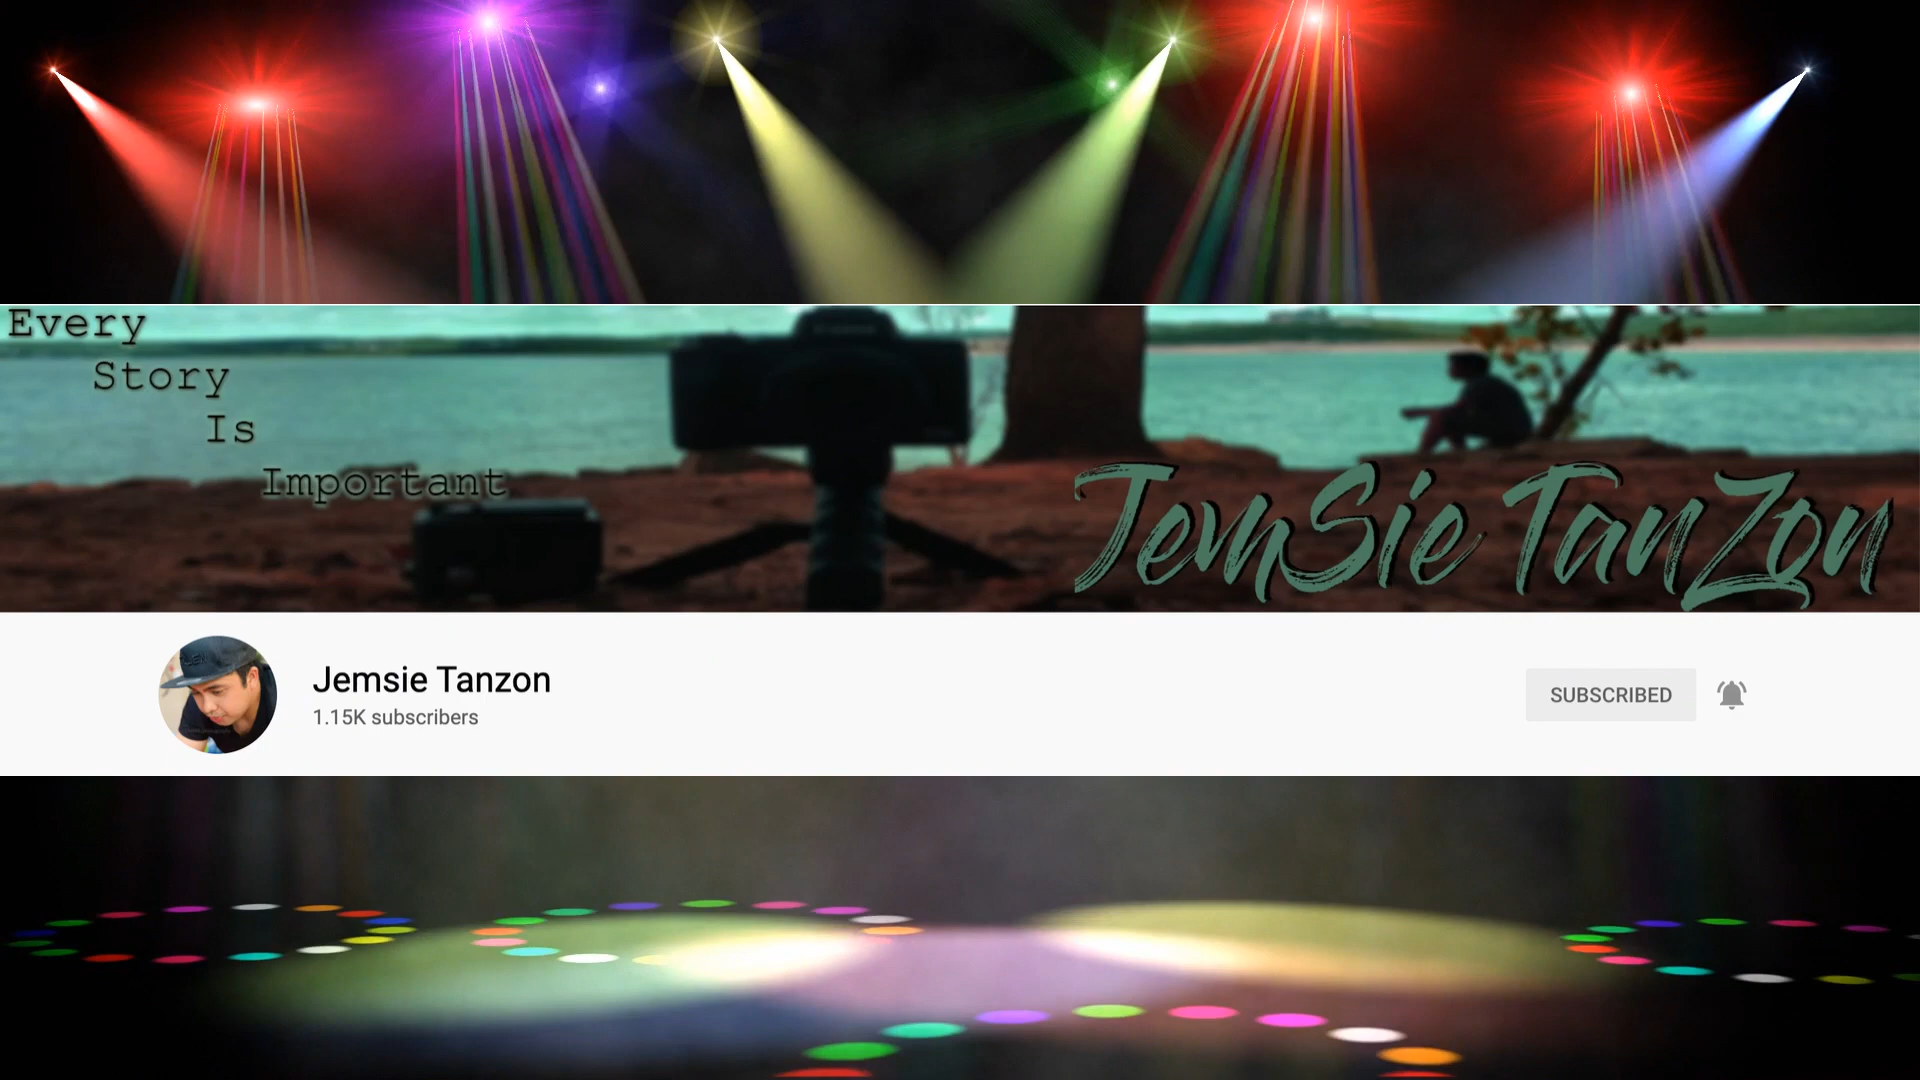 Every
Story
Is
Important
JemSie TanZon
Jemsie Tanzon
1.15K subscribers
SUBSCRIBED